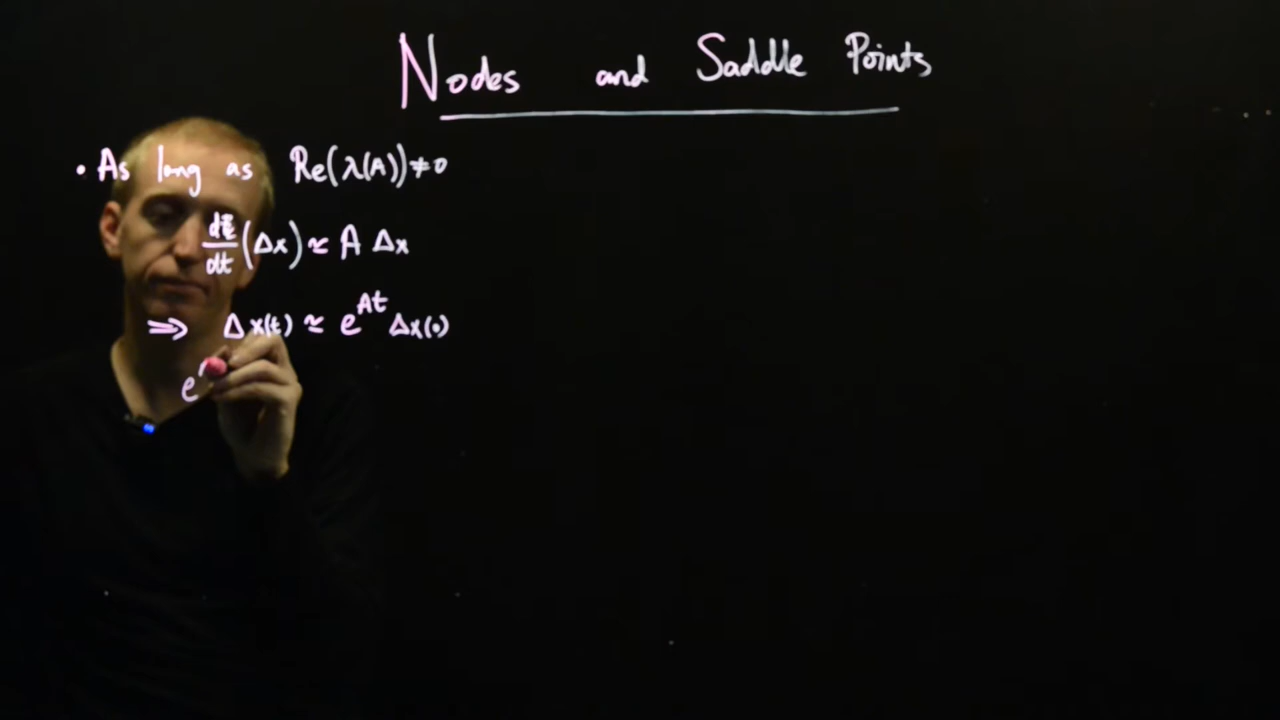 Nodes and Saddle Points
• As long as Re(λ(A))≠0
d/dt (Δx) ≈ A Δx
⇒ Δx(t) ≈ e^{At} Δx(0)
e